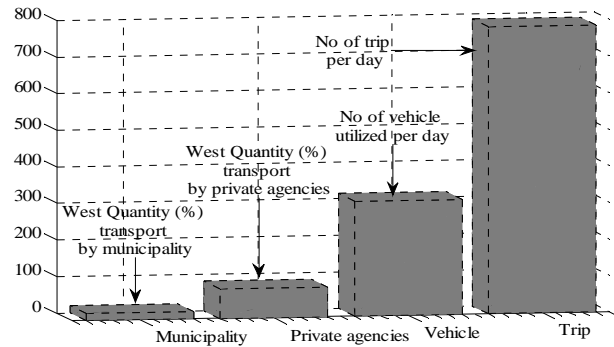 800
700
600
500
400
300
200
100
0
No of trip
per day
No of vehicle
utilized per day
West Quantity (%)
transport
by private agencies
West Quantity (%)
transport
by municipality
Municipality
Private agencies
Vehicle
Trip